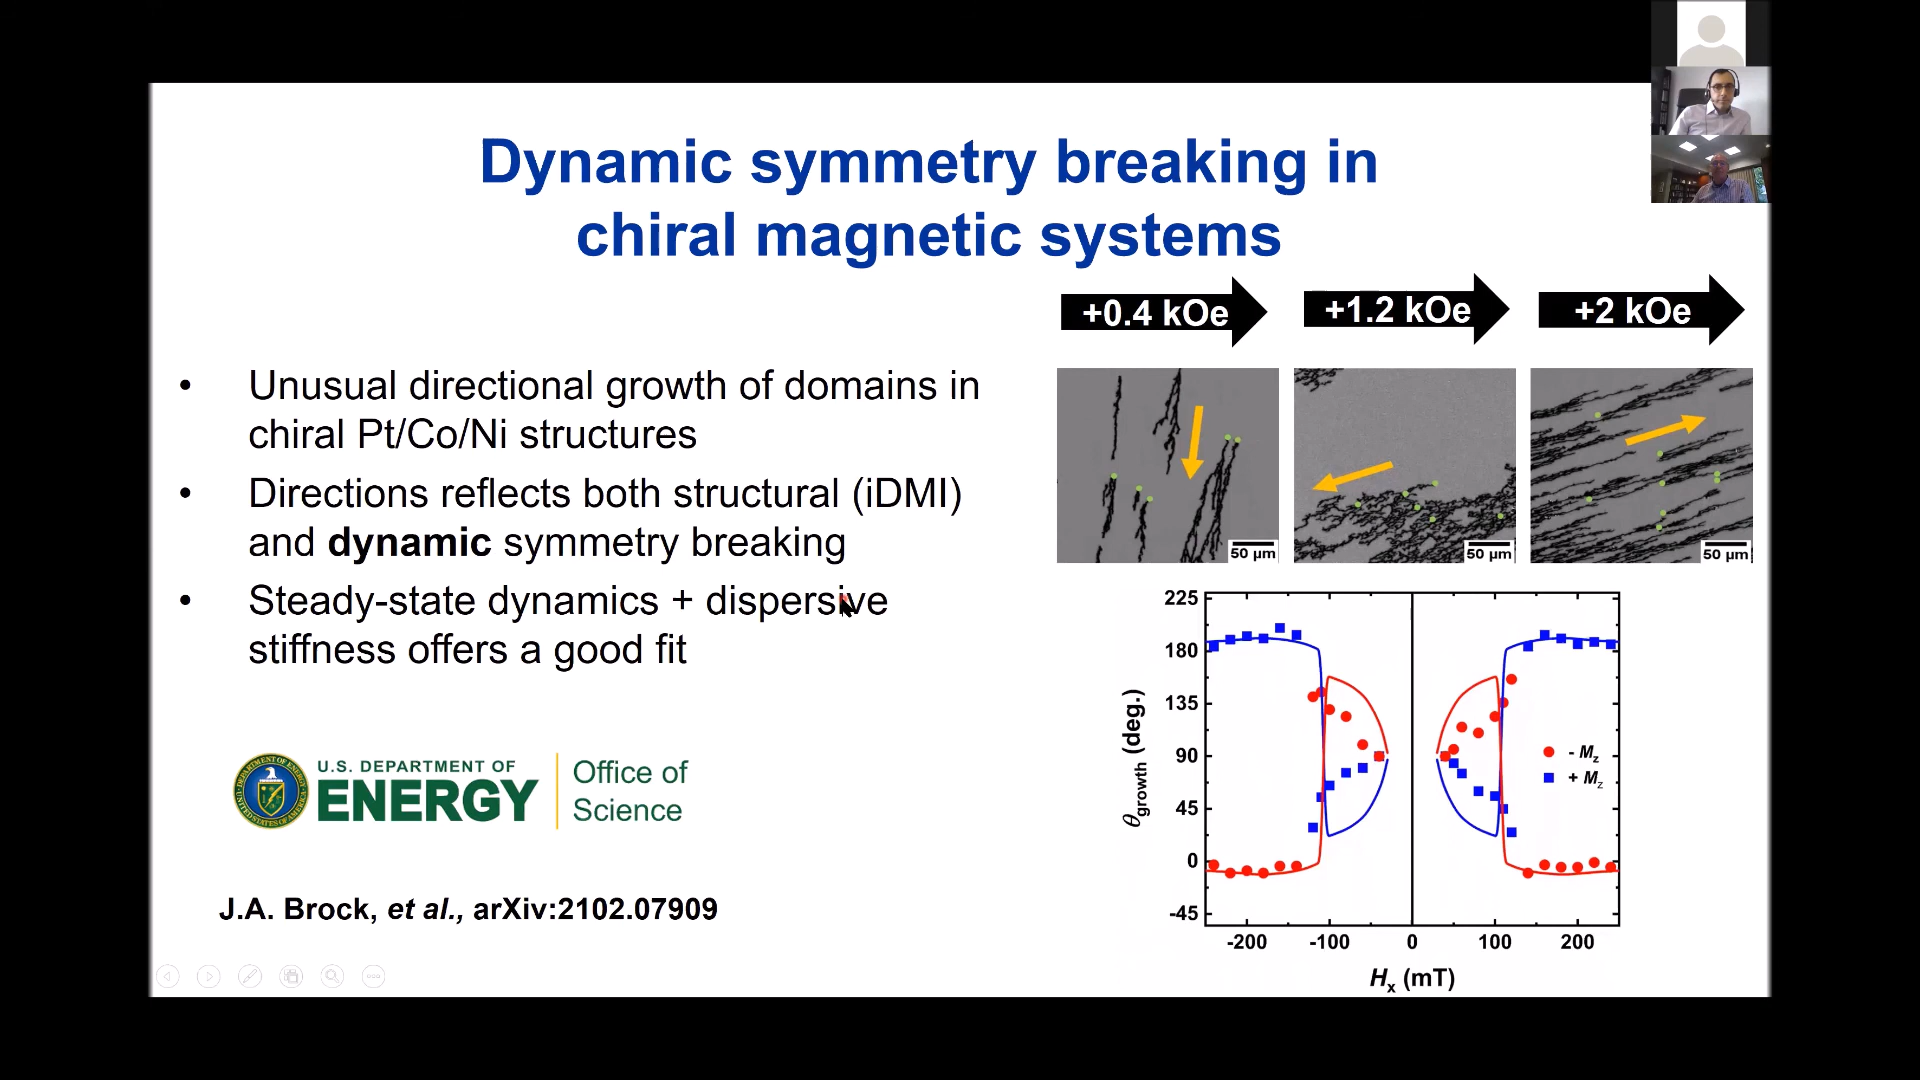 Dynamic symmetry breaking in
chiral magnetic systems
+0.4 kOe
+1.2 kOe
+2 kOe
• Unusual directional growth of domains in
chiral Pt/Co/Ni structures
• Directions reflects both structural (iDMI)
and dynamic symmetry breaking
• Steady-state dynamics + dispersive
stiffness offers a good fit
50 µm
50 µm
50 µm
225
180
135
90
45
0
-45
θgrowth (deg.)
- Mz
+ Mz
-200
-100
0
100
200
Hx (mT)
U.S. DEPARTMENT OF
ENERGY
Office of
Science
J.A. Brock, et al., arXiv:2102.07909